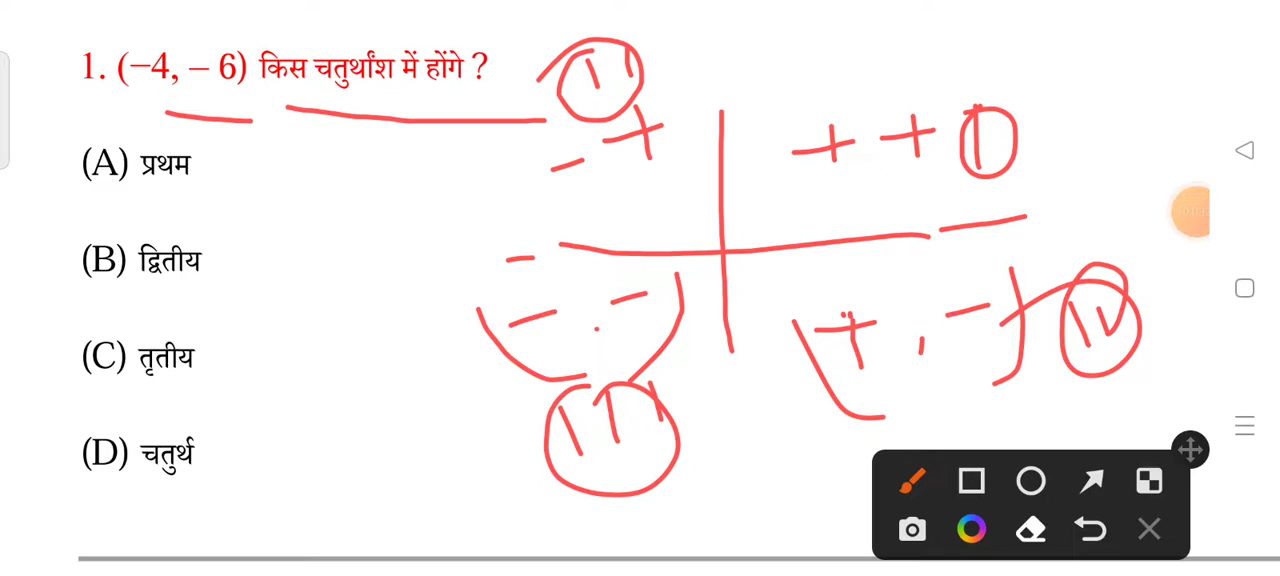 1. (−4, − 6) किस चतुर्थांश में होंगे ?
(A) प्रथम
(B) द्वितीय
(C) तृतीय
(D) चतुर्थ
II
− +
+ + I
− , −
+ , − IV
III